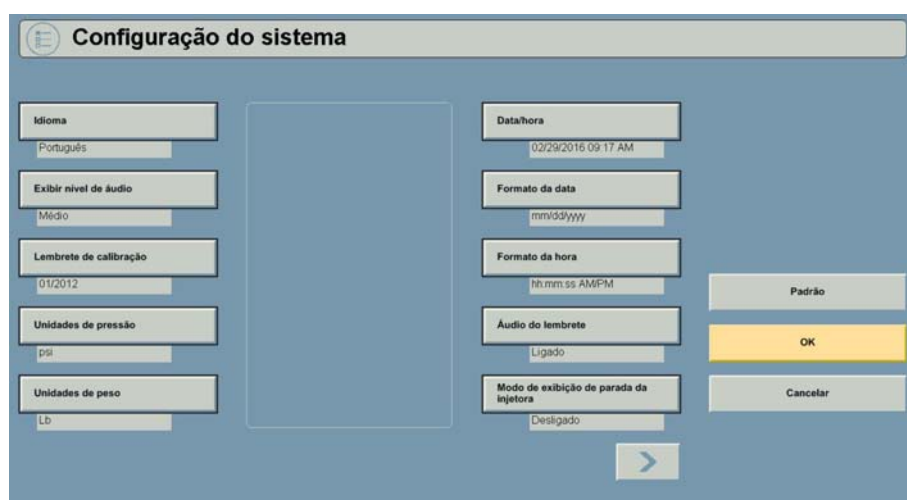 Configuração do sistema
Idioma
Português
Exibir nível de áudio
Médio
Lembrete de calibração
01/2012
Unidades de pressão
psi
Unidades de peso
Lb
Data/hora
02/29/2016 09:17 AM
Formato da data
mm/dd/yyyy
Formato da hora
hh:mm:ss AM/PM
Áudio do lembrete
Ligado
Modo de exibição de parada da
injetora
Desligado
Padrão
OK
Cancelar